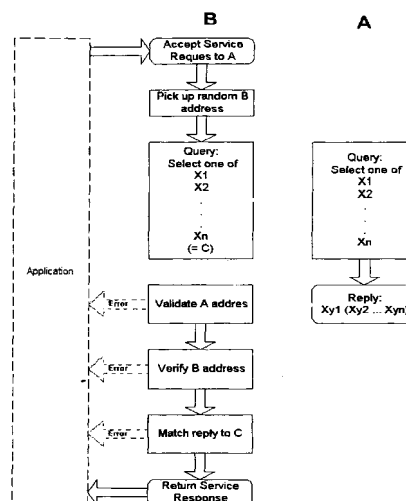 B
A
Accept Service
Reques to A
Pick up random B
address
Query:
Select one of
X1
X2
.
.
.
Xn
(= C)
Query:
Select one of
X1
X2
.
.
.
Xn
Application
Error
Validate A addres
Reply:
Xy1 (Xy2 ... Xyn)
Error
Verify B address
Error
Match reply to C
Return Service
Response